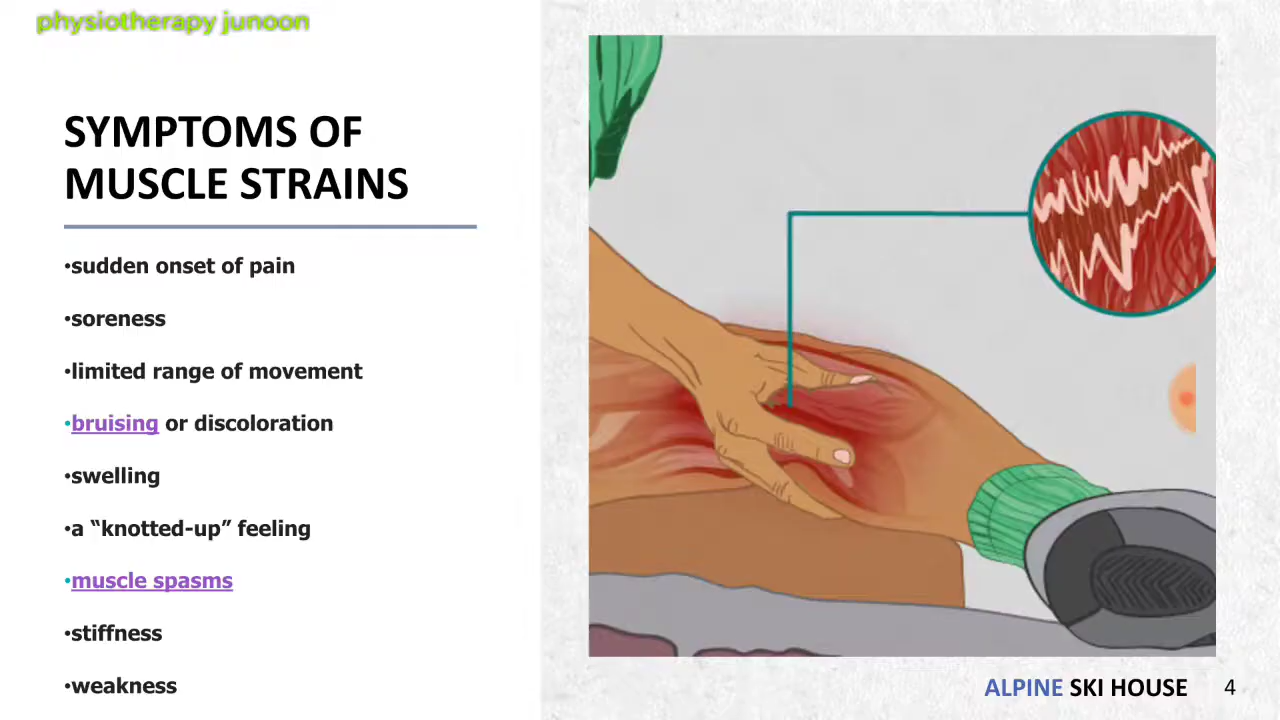 physiotherapy junoon
SYMPTOMS OF
MUSCLE STRAINS
•sudden onset of pain
•soreness
•limited range of movement
•bruising or discoloration
•swelling
•a “knotted-up” feeling
•muscle spasms
•stiffness
•weakness
ALPINE SKI HOUSE
4